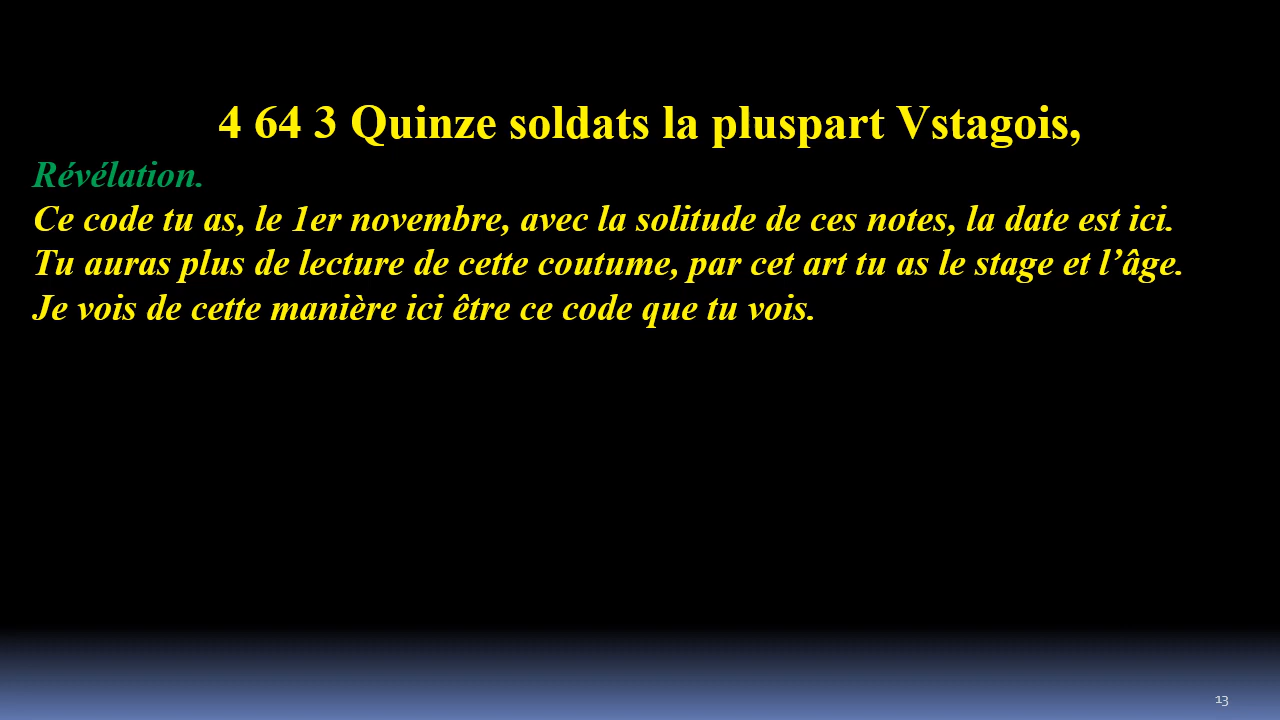 4 64 3 Quinze soldats la pluspart Vstagois,
Révélation.
Ce code tu as, le 1er novembre, avec la solitude de ces notes, la date est ici.
Tu auras plus de lecture de cette coutume, par cet art tu as le stage et l’âge.
Je vois de cette manière ici être ce code que tu vois.
13